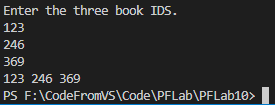 Enter the three book IDS.
123
246
369
123 246 369
PS F:\CodeFromVS\Code\PFLab\PFLab10>